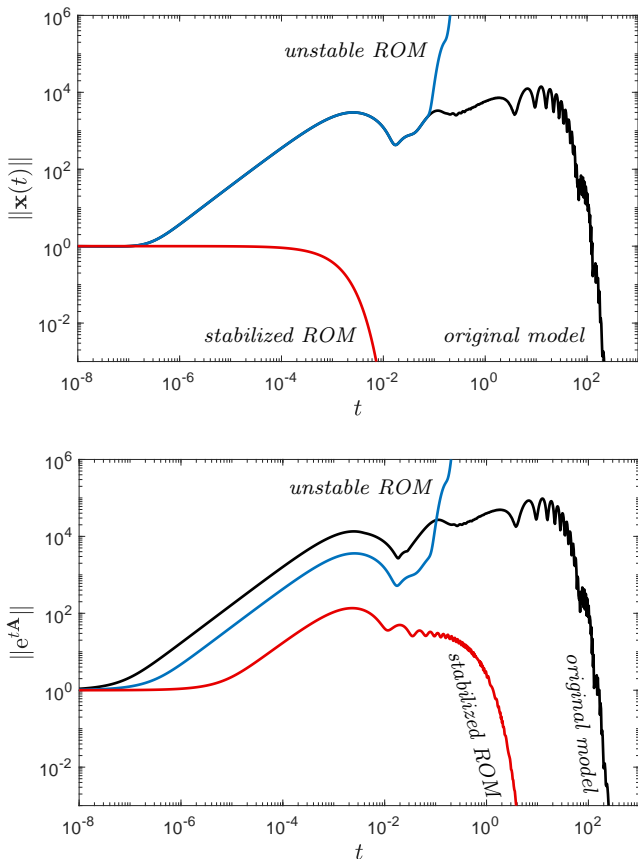 10^6
unstable ROM
10^4
10^2
‖x(t)‖
10^0
10^-2
stabilized ROM
original model
10^-8 10^-6 10^-4 10^-2 10^0 10^2
t
10^6
unstable ROM
10^4
10^2
‖e^{tA}‖
10^0
10^-2
stabilized ROM
original model
10^-8 10^-6 10^-4 10^-2 10^0 10^2
t